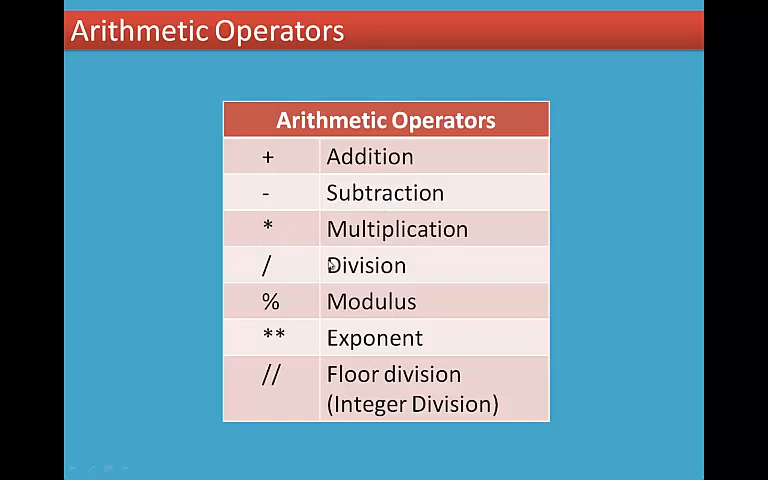 Arithmetic Operators
Arithmetic Operators
+ Addition
- Subtraction
* Multiplication
/ Division
% Modulus
** Exponent
// Floor division
(Integer Division)